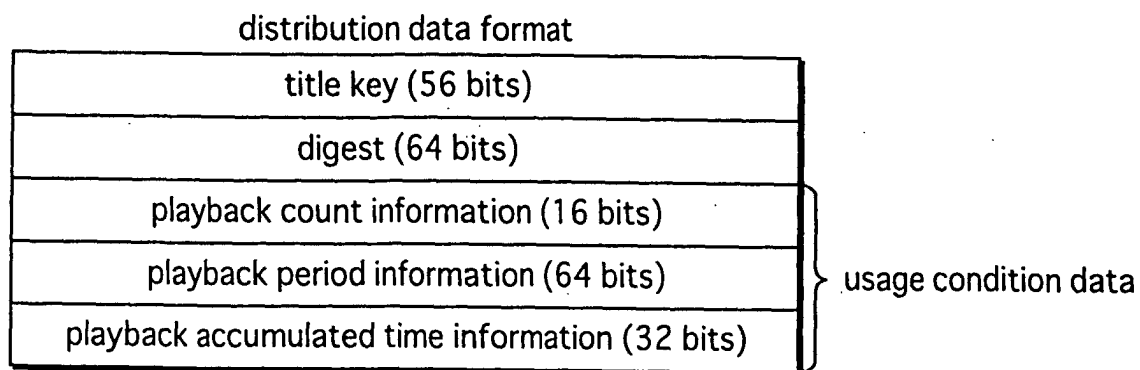 distribution data format
title key (56 bits)
digest (64 bits)
playback count information (16 bits)
playback period information (64 bits)
usage condition data
playback accumulated time information (32 bits)